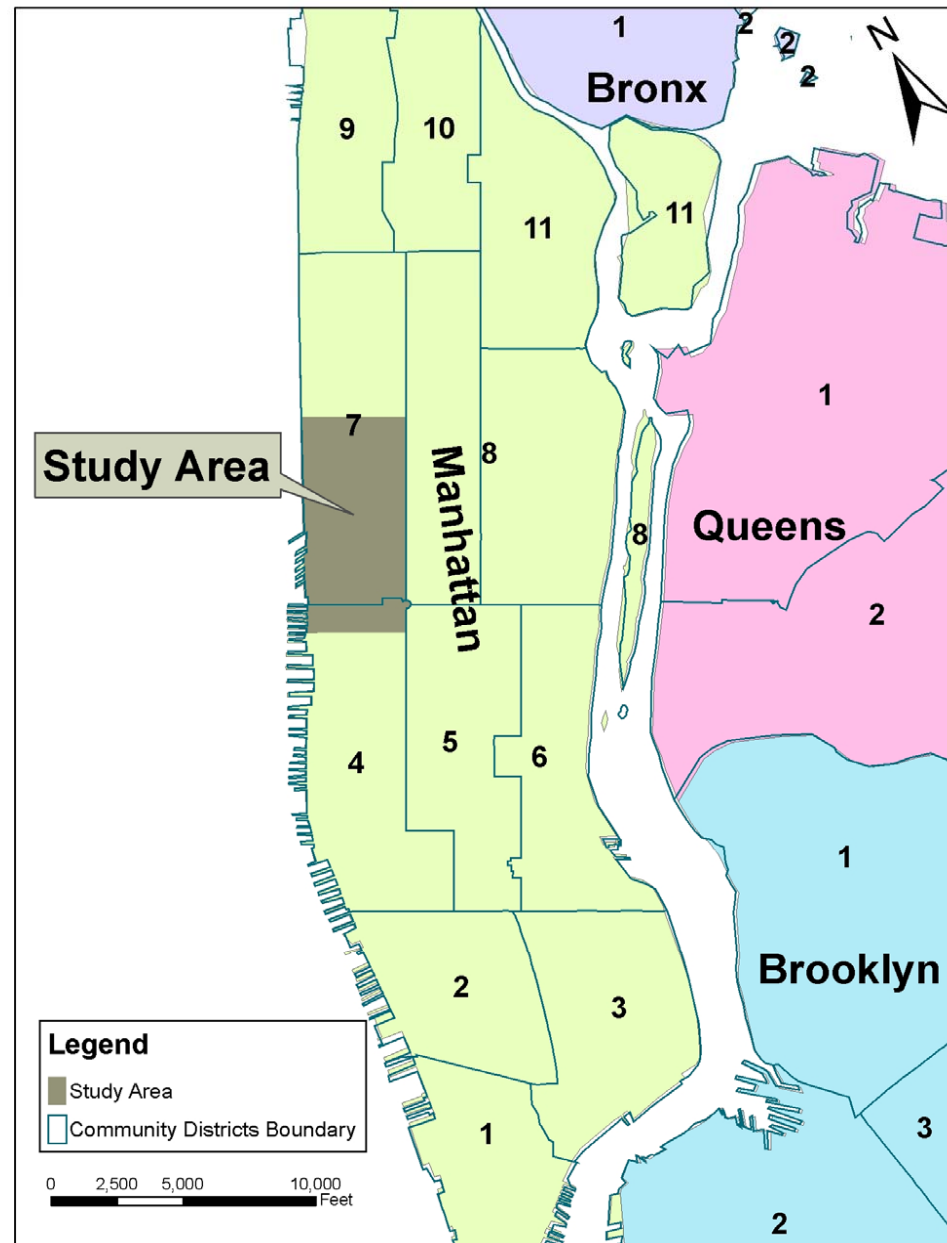 1
2
2
2
N
Bronx
9
10
11
11
7
1
Study Area
8
Manhattan
8
Queens
2
4
5
6
1
Brooklyn
2
3
Legend
Study Area
Community Districts Boundary
1
3
0 2,500 5,000 10,000
Feet
2